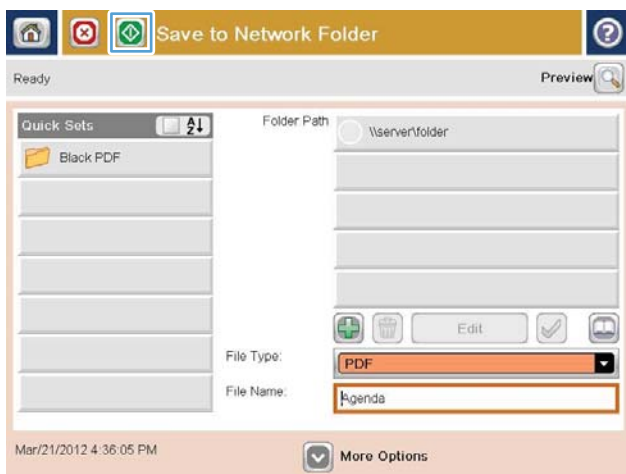 Save to Network Folder
Ready
Preview
Quick Sets
Folder Path
\\server\folder
Black PDF
Edit
File Type:
PDF
File Name:
Agenda
Mar/21/2012 4:36:05 PM
More Options